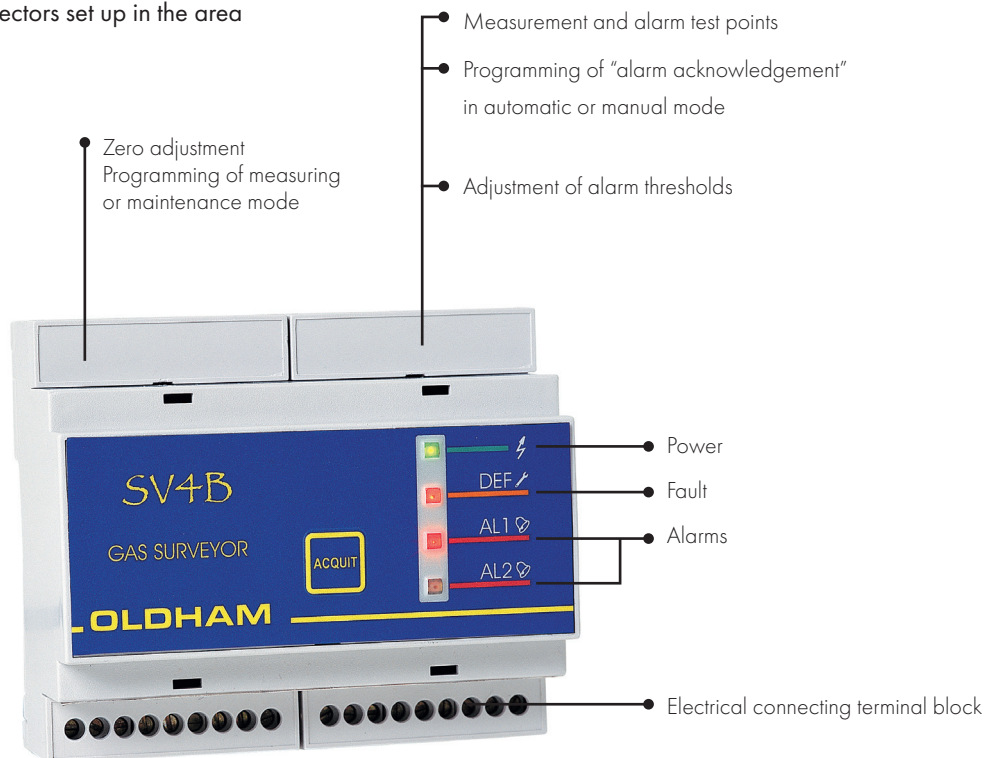 ectors set up in the area
Measurement and alarm test points
Programming of “alarm acknowledgement”
in automatic or manual mode
Zero adjustment
Programming of measuring
or maintenance mode
Adjustment of alarm thresholds
Power
Fault
Alarms
SV4B
GAS SURVEYOR
ACQUIT
DEF
AL1
AL2
OLDHAM
Electrical connecting terminal block